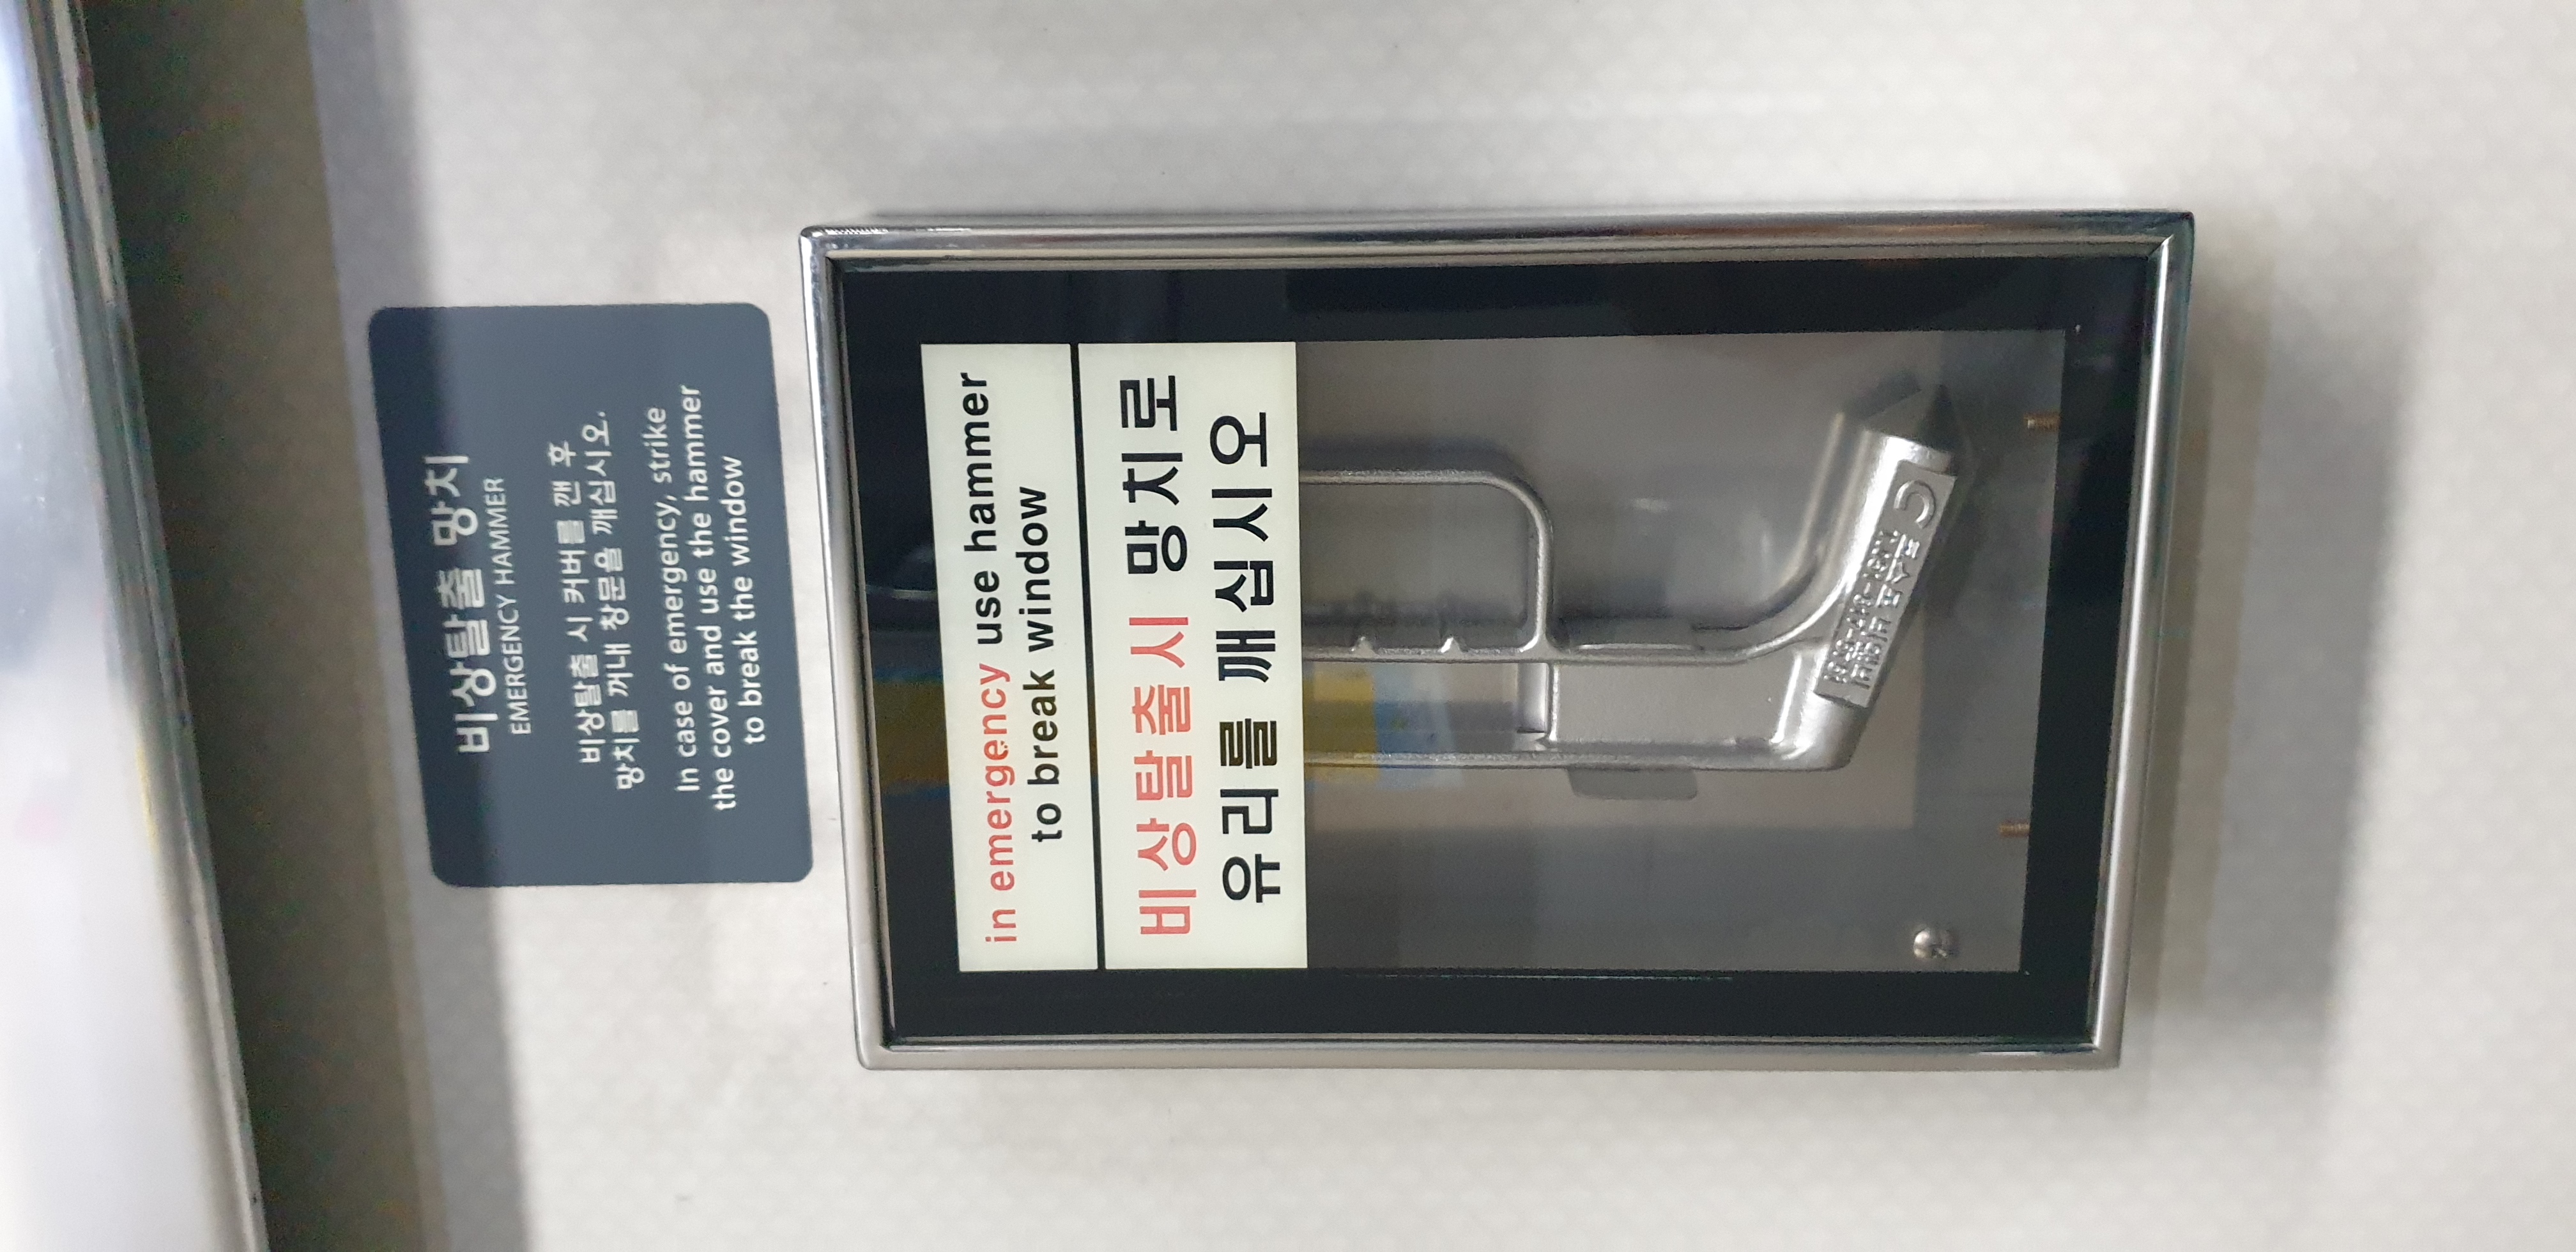 비상탈출 망치
EMERGENCY HAMMER
비상탈출 시 커버를 깬 후
망치를 꺼내 창문을 깨십시오.
In case of emergency, strike
the cover and use the hammer
to break the window
in emergency use hammer
to break window
비상탈출시 망치로
유리를 깨십시오